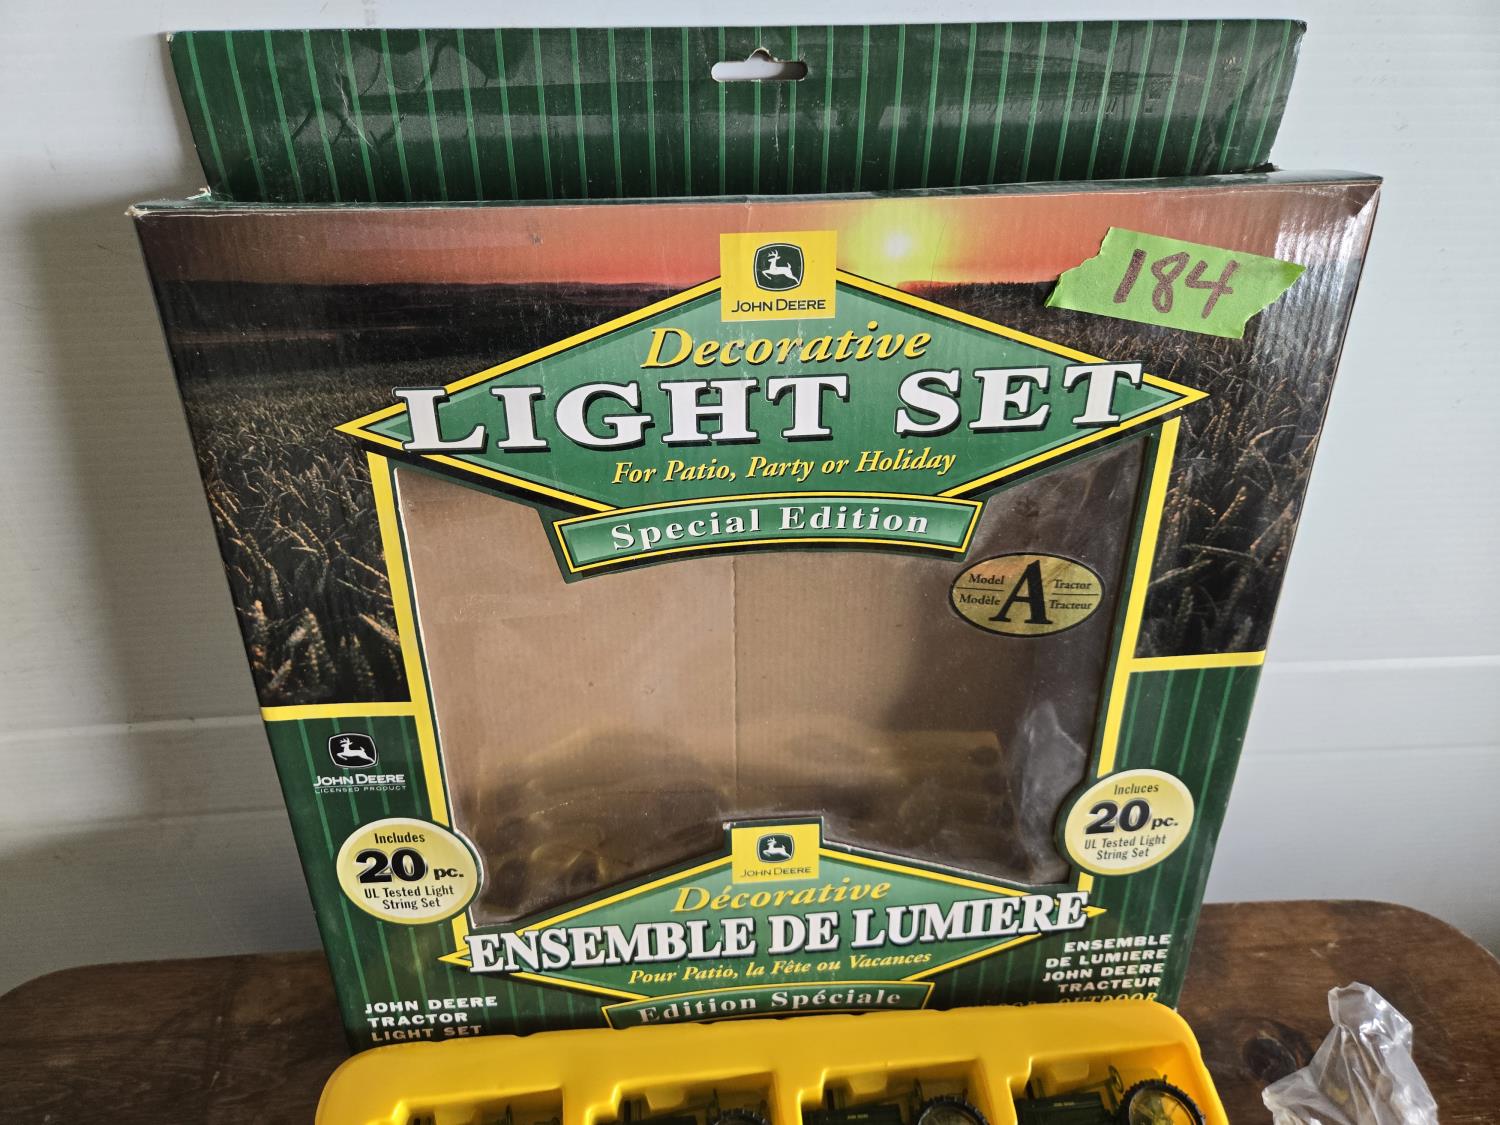 184
JOHN DEERE
Decorative
LIGHT SET
For Patio, Party or Holiday
Special Edition
Model A Tractor
Modèle Tracteur
JOHN DEERE
LICENSED PRODUCT
Includes
20 pc.
UL Tested Light
String Set
Incluces
20 pc.
UL Tested Light
String Set
JOHN DEERE
Décorative
ENSEMBLE DE LUMIERE
Pour Patio, la Fête ou Vacances
Edition Spéciale
JOHN DEERE
TRACTOR
LIGHT SET
ENSEMBLE
DE LUMIERE
JOHN DEERE
TRACTEUR
OUTDOOR